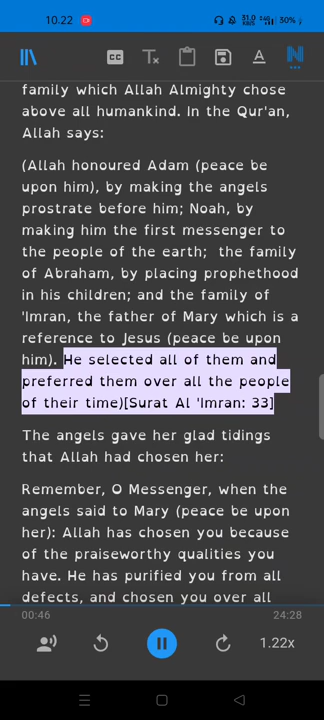 10.22
31.0 KB/S
30%
CC
family which Allah Almighty chose
above all humankind. In the Qur'an,
Allah says:
(Allah honoured Adam (peace be
upon him), by making the angels
prostrate before him; Noah, by
making him the first messenger to
the people of the earth; the family
of Abraham, by placing prophethood
in his children; and the family of
'Imran, the father of Mary which is a
reference to Jesus (peace be upon
him). He selected all of them and
preferred them over all the people
of their time)[Surat Al 'Imran: 33]
The angels gave her glad tidings
that Allah had chosen her:
Remember, O Messenger, when the
angels said to Mary (peace be upon
her): Allah has chosen you because
of the praiseworthy qualities you
have. He has purified you from all
defects, and chosen you over all
00:46
24:28
1.22x